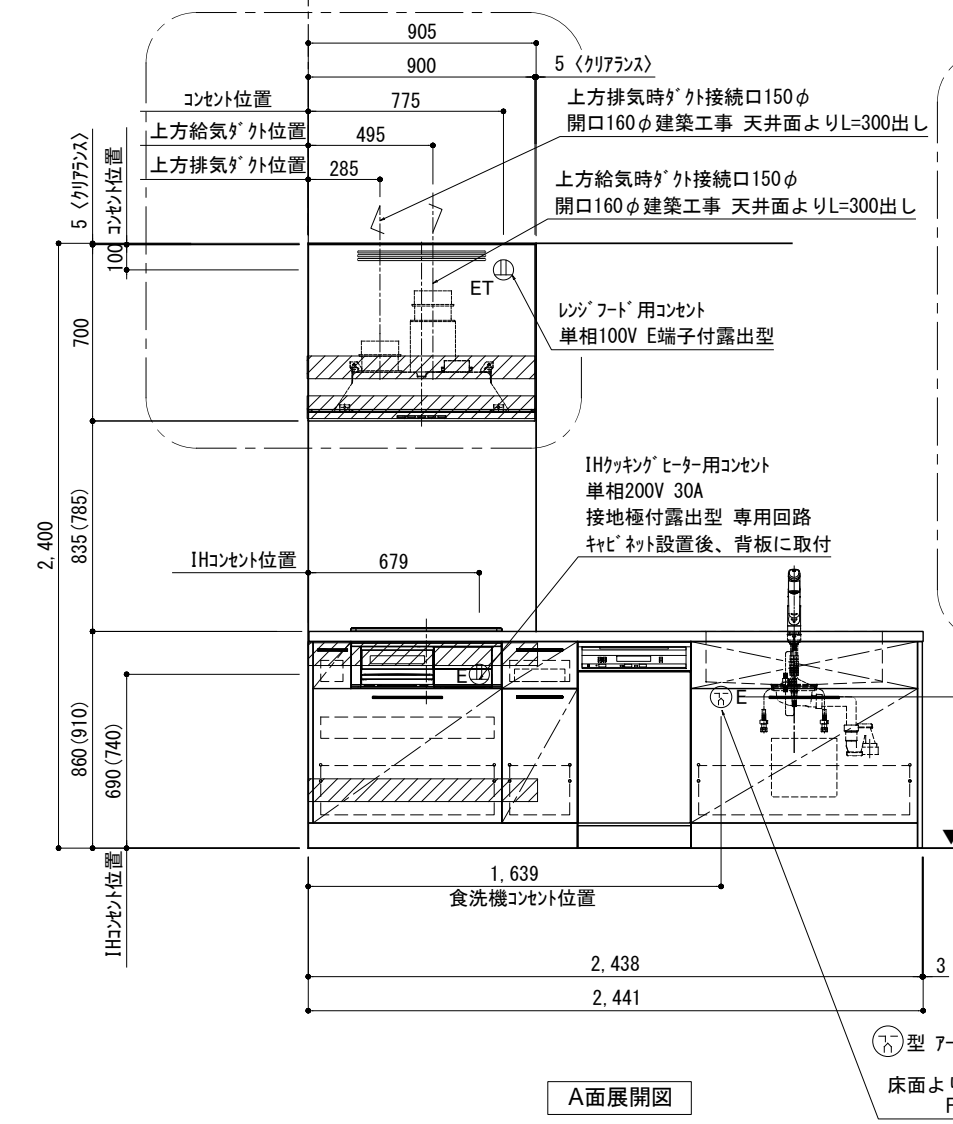 905
900
5 〈クリアランス〉
コンセント位置
775
上方給気ダクト位置
495
上方排気ダクト位置
285
上方排気時ダクト接続口150φ
開口160φ建築工事 天井面よりL=300出し
上方給気時ダクト接続口150φ
開口160φ建築工事 天井面よりL=300出し
5 〈クリアランス〉
コンセント位置
100
ET
レンジフード用コンセント
単相100V E端子付露出型
700
2,400
835(785)
IHクッキングヒーター用コンセント
単相200V 30A
接地極付露出型 専用回路
キャビネット設置後、背板に取付
IHコンセント位置
679
E
E
860(910)
690(740)
IHコンセント位置
1,639
食洗機コンセント位置
2,438
3
2,441
型 アー
床面より
F
A面展開図